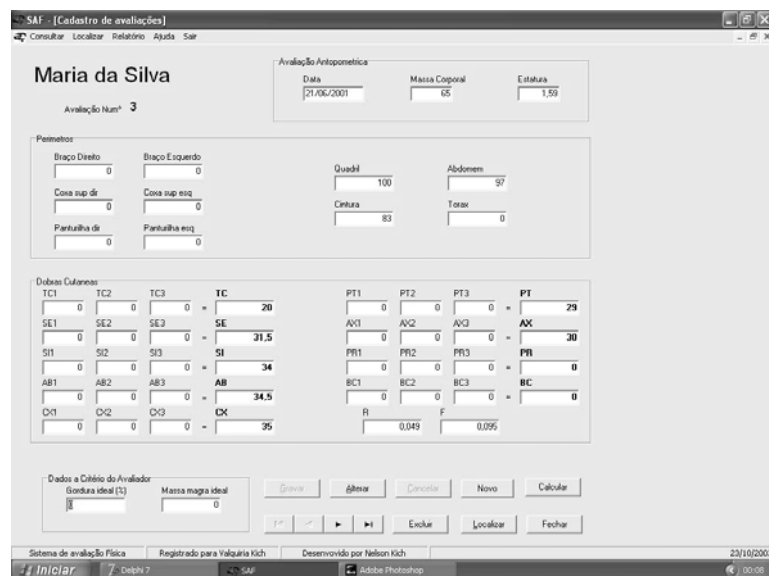 SAF - [Cadastro de avaliações]
Consultar Localizar Relatório Ajuda Sair
Maria da Silva
Avaliação Num° 3
Avaliação Antopometrica
Data Massa Corporal Estatura
21/06/2001 65 1,59
Perimetros
Braço Direito Braço Esquerdo
0 0
Quadril Abdomem
100 97
Coxa sup dir Coxa sup esq
0 0
Cintura Torax
83 0
Panturilha dir Panturilha esq
0 0
Dobras Cutaneas
TC1 TC2 TC3 TC PT1 PT2 PT3 PT
0 0 0 = 20 0 0 0 = 29
SE1 SE2 SE3 SE AX1 AX2 AX3 AX
0 0 0 = 31,5 0 0 0 = 30
SI1 SI2 SI3 SI PR1 PR2 PR3 PR
0 0 0 = 34 0 0 0 = 0
AB1 AB2 AB3 AB BC1 BC2 BC3 BC
0 0 0 = 34,5 0 0 0 = 0
CX1 CX2 CX3 CX R F
0 0 0 = 35 0,049 0,095
Dados a Critério do Avaliador
Gordura ideal (%) Massa magra ideal
0
Gravar Alterar Cancelar Novo Calcular
Excluir Localizar Fechar
Sistema de avaliação Física Registrado para Valquiria Kich Desenvovido por Nelson Kich 23/10/200
Iniciar Delphi 7 SAF Adobe Photoshop 00:08